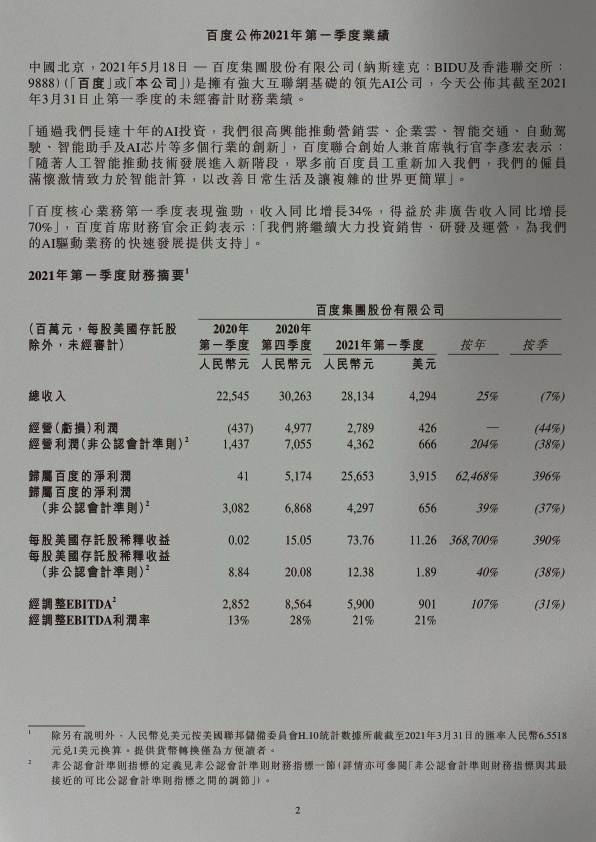 百度公佈2021年第一季度業績
中國北京，2021年5月18日 — 百度集團股份有限公司(納斯達克：BIDU及香港聯交所：
9888)(「百度」或「本公司」)是擁有強大互聯網基礎的領先AI公司，今天公佈其截至2021
年3月31日止第一季度的未經審計財務業績。
「通過我們長達十年的AI投資，我們很高興能推動營銷雲、企業雲、智能交通、自動駕
駛、智能助手及AI芯片等多個行業的創新」，百度聯合創始人兼首席執行官李彥宏表示：
「隨著人工智能推動技術發展進入新階段，眾多前百度員工重新加入我們，我們的僱員
滿懷激情致力於智能計算，以改善日常生活及讓複雜的世界更簡單」。
「百度核心業務第一季度表現強勁，收入同比增長34%，得益於非廣告收入同比增長
70%」，百度首席財務官余正鈞表示：「我們將繼續大力投資銷售、研發及運營，為我們
的AI驅動業務的快速發展提供支持」。
2021年第一季度財務摘要1
百度集團股份有限公司
(百萬元，每股美國存託股 2020年 2020年
除外，未經審計) 第一季度 第四季度 2021年第一季度 按年 按季
人民幣元 人民幣元 人民幣元 美元
總收入 22,545 30,263 28,134 4,294 25% (7%)
經營(虧損)利潤 (437) 4,977 2,789 426 — (44%)
經營利潤(非公認會計準則)2 1,437 7,055 4,362 666 204% (38%)
歸屬百度的淨利潤 41 5,174 25,653 3,915 62,468% 396%
歸屬百度的淨利潤
(非公認會計準則)2 3,082 6,868 4,297 656 39% (37%)
每股美國存託股稀釋收益 0.02 15.05 73.76 11.26 368,700% 390%
每股美國存託股稀釋收益
(非公認會計準則)2 8.84 20.08 12.38 1.89 40% (38%)
經調整EBITDA2 2,852 8,564 5,900 901 107% (31%)
經調整EBITDA利潤率 13% 28% 21% 21%
1 除另有說明外，人民幣兌美元按美國聯邦儲備委員會H.10統計數據所載截至2021年3月31日的匯率人民幣6.5518
元兌1美元換算。提供貨幣轉換僅為方便讀者。
2 非公認會計準則指標的定義見非公認會計準則財務指標一節(詳情亦可參閱「非公認會計準則財務指標與其最
接近的可比公認會計準則指標之間的調節」)。
2